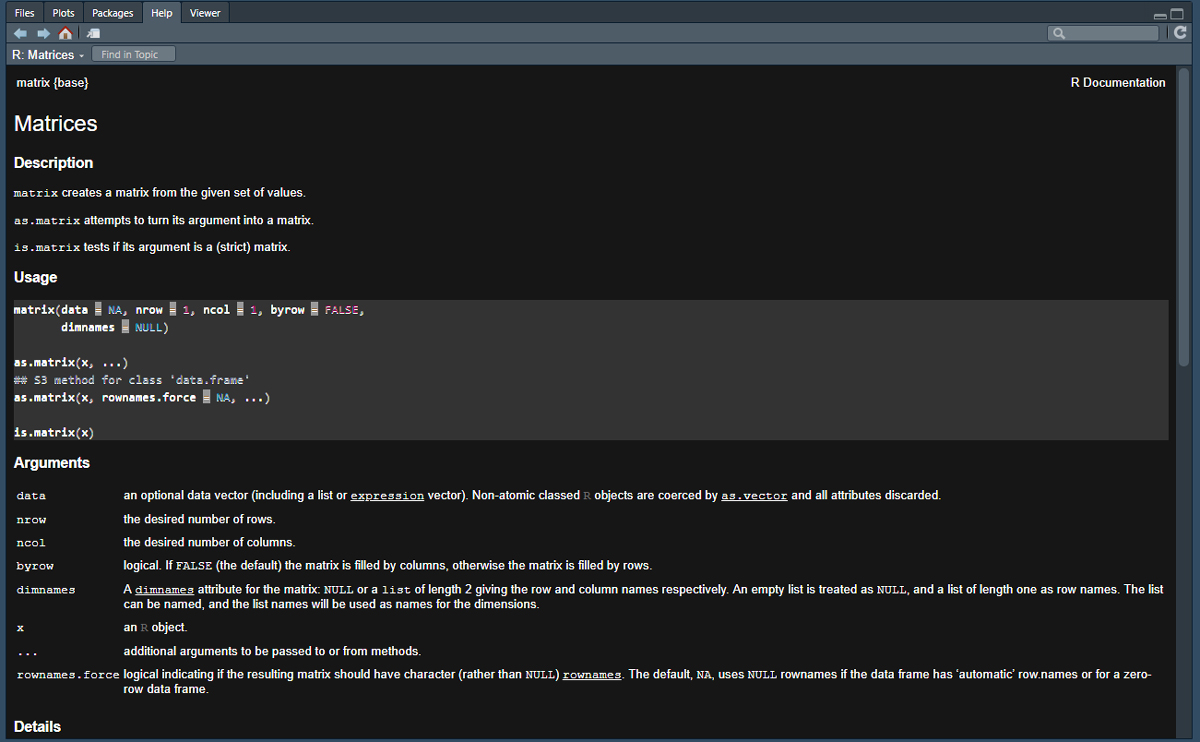 Files Plots Packages Help Viewer
R: Matrices Find in Topic
matrix {base} R Documentation
Matrices
Description
matrix creates a matrix from the given set of values.
as.matrix attempts to turn its argument into a matrix.
is.matrix tests if its argument is a (strict) matrix.
Usage
matrix(data = NA, nrow = 1, ncol = 1, byrow = FALSE,
dimnames = NULL)
as.matrix(x, ...)
## S3 method for class 'data.frame'
as.matrix(x, rownames.force = NA, ...)
is.matrix(x)
Arguments
data an optional data vector (including a list or expression vector). Non-atomic classed R objects are coerced by as.vector and all attributes discarded.
nrow the desired number of rows.
ncol the desired number of columns.
byrow logical. If FALSE (the default) the matrix is filled by columns, otherwise the matrix is filled by rows.
dimnames A dimnames attribute for the matrix: NULL or a list of length 2 giving the row and column names respectively. An empty list is treated as NULL, and a list of length one as row names. The list
can be named, and the list names will be used as names for the dimensions.
x an R object.
... additional arguments to be passed to or from methods.
rownames.force logical indicating if the resulting matrix should have character (rather than NULL) rownames. The default, NA, uses NULL rownames if the data frame has ‘automatic’ row.names or for a zero-
row data frame.
Details